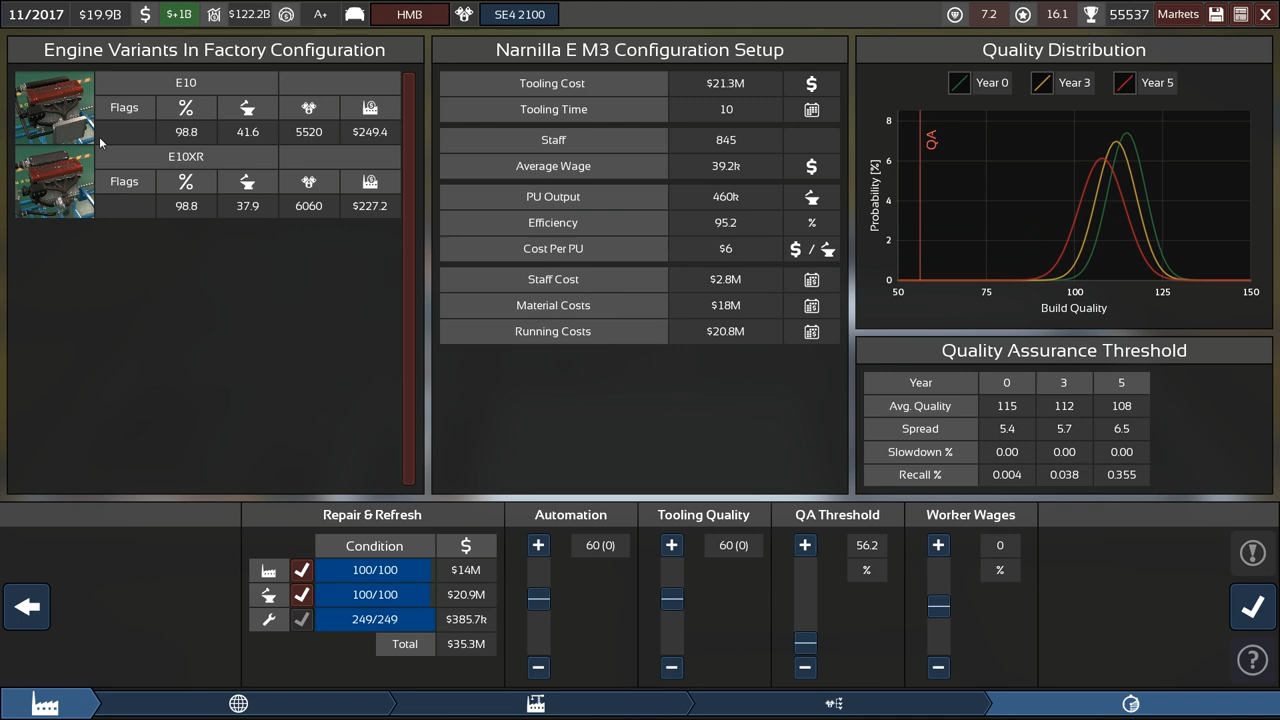 11/2017 $19.9B $+1B $122.2B A+ HMB SE4 2100 7.2 16.1 55537 Markets
Engine Variants In Factory Configuration
E10
Flags %
98.8 41.6 5520 $249.4
E10XR
Flags %
98.8 37.9 6060 $227.2
Narnilla E M3 Configuration Setup
Tooling Cost $21.3M $
Tooling Time 10
Staff 845
Average Wage 39.2k $
PU Output 460k
Efficiency 95.2 %
Cost Per PU $6 $ /
Staff Cost $2.8M
Material Costs $18M
Running Costs $20.8M
Quality Distribution
Year 0 Year 3 Year 5
QA
Probability [%]
8
6
4
2
0
50 75 100 125 150
Build Quality
Quality Assurance Threshold
Year 0 3 5
Avg. Quality 115 112 108
Spread 5.4 5.7 6.5
Slowdown % 0.00 0.00 0.00
Recall % 0.004 0.038 0.355
Repair & Refresh
Condition $
100/100 $14M
100/100 $20.9M
249/249 $385.7k
Total $35.3M
Automation
+ 60 (0)
−
Tooling Quality
+ 60 (0)
−
QA Threshold
+ 56.2
%
−
Worker Wages
+ 0
%
−